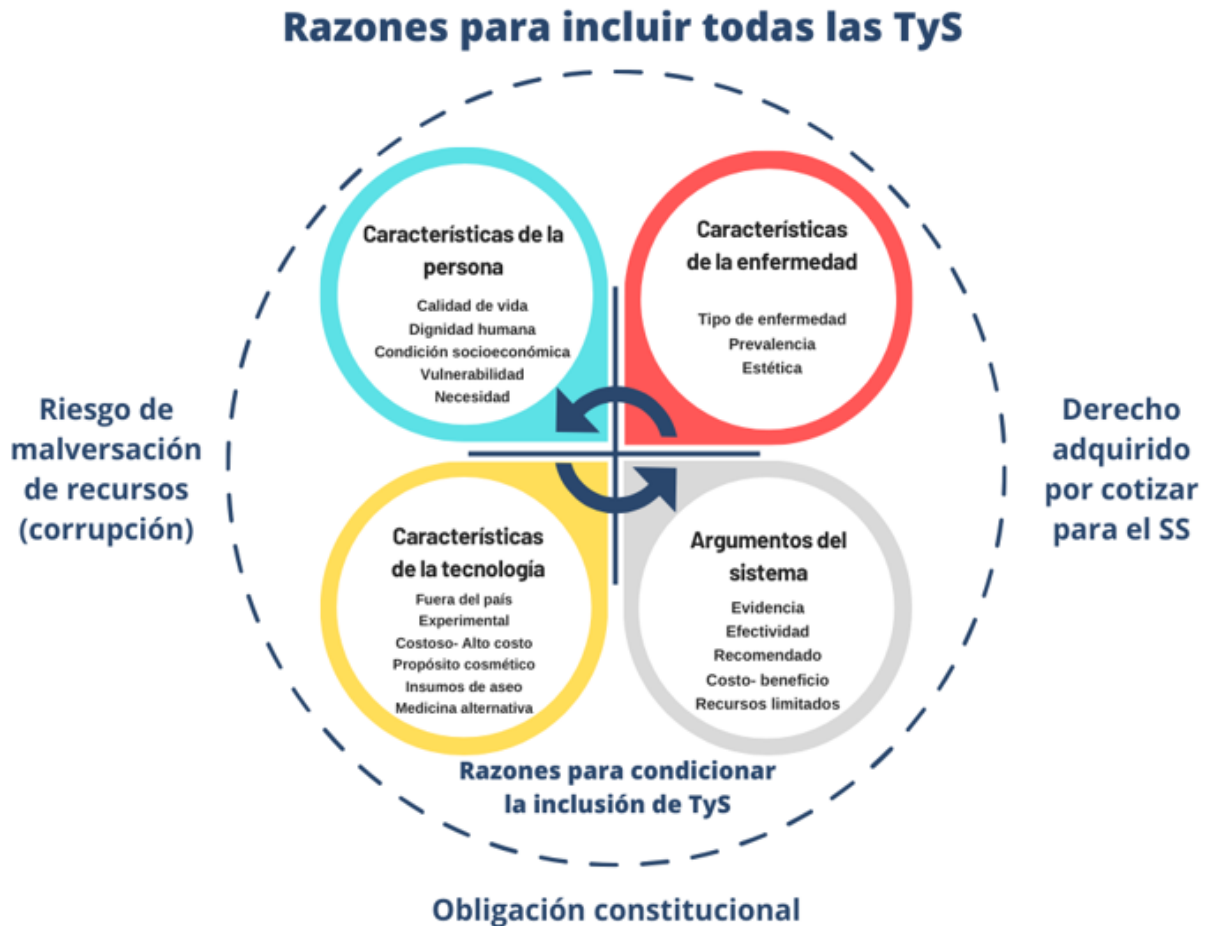 Razones para incluir todas las TyS
Características de la
persona
Calidad de vida
Dignidad humana
Condición socioeconómica
Vulnerabilidad
Necesidad
Características
de la enfermedad
Tipo de enfermedad
Prevalencia
Estética
Riesgo de
malversación
de recursos
(corrupción)
Derecho
adquirido
por cotizar
para el SS
Características
de la tecnología
Fuera del país
Experimental
Costoso- Alto costo
Propósito cosmético
Insumos de aseo
Medicina alternativa
Argumentos del
sistema
Evidencia
Efectividad
Recomendado
Costo- beneficio
Recursos limitados
Razones para condicionar
la inclusión de TyS
Obligación constitucional